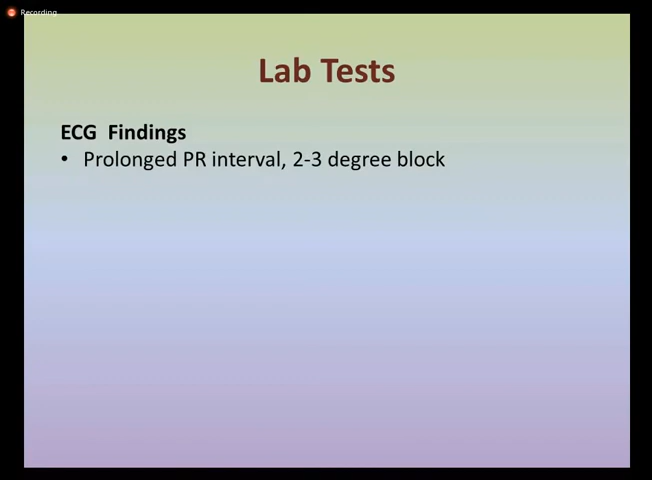 Recording
Lab Tests
ECG Findings
• Prolonged PR interval, 2-3 degree block